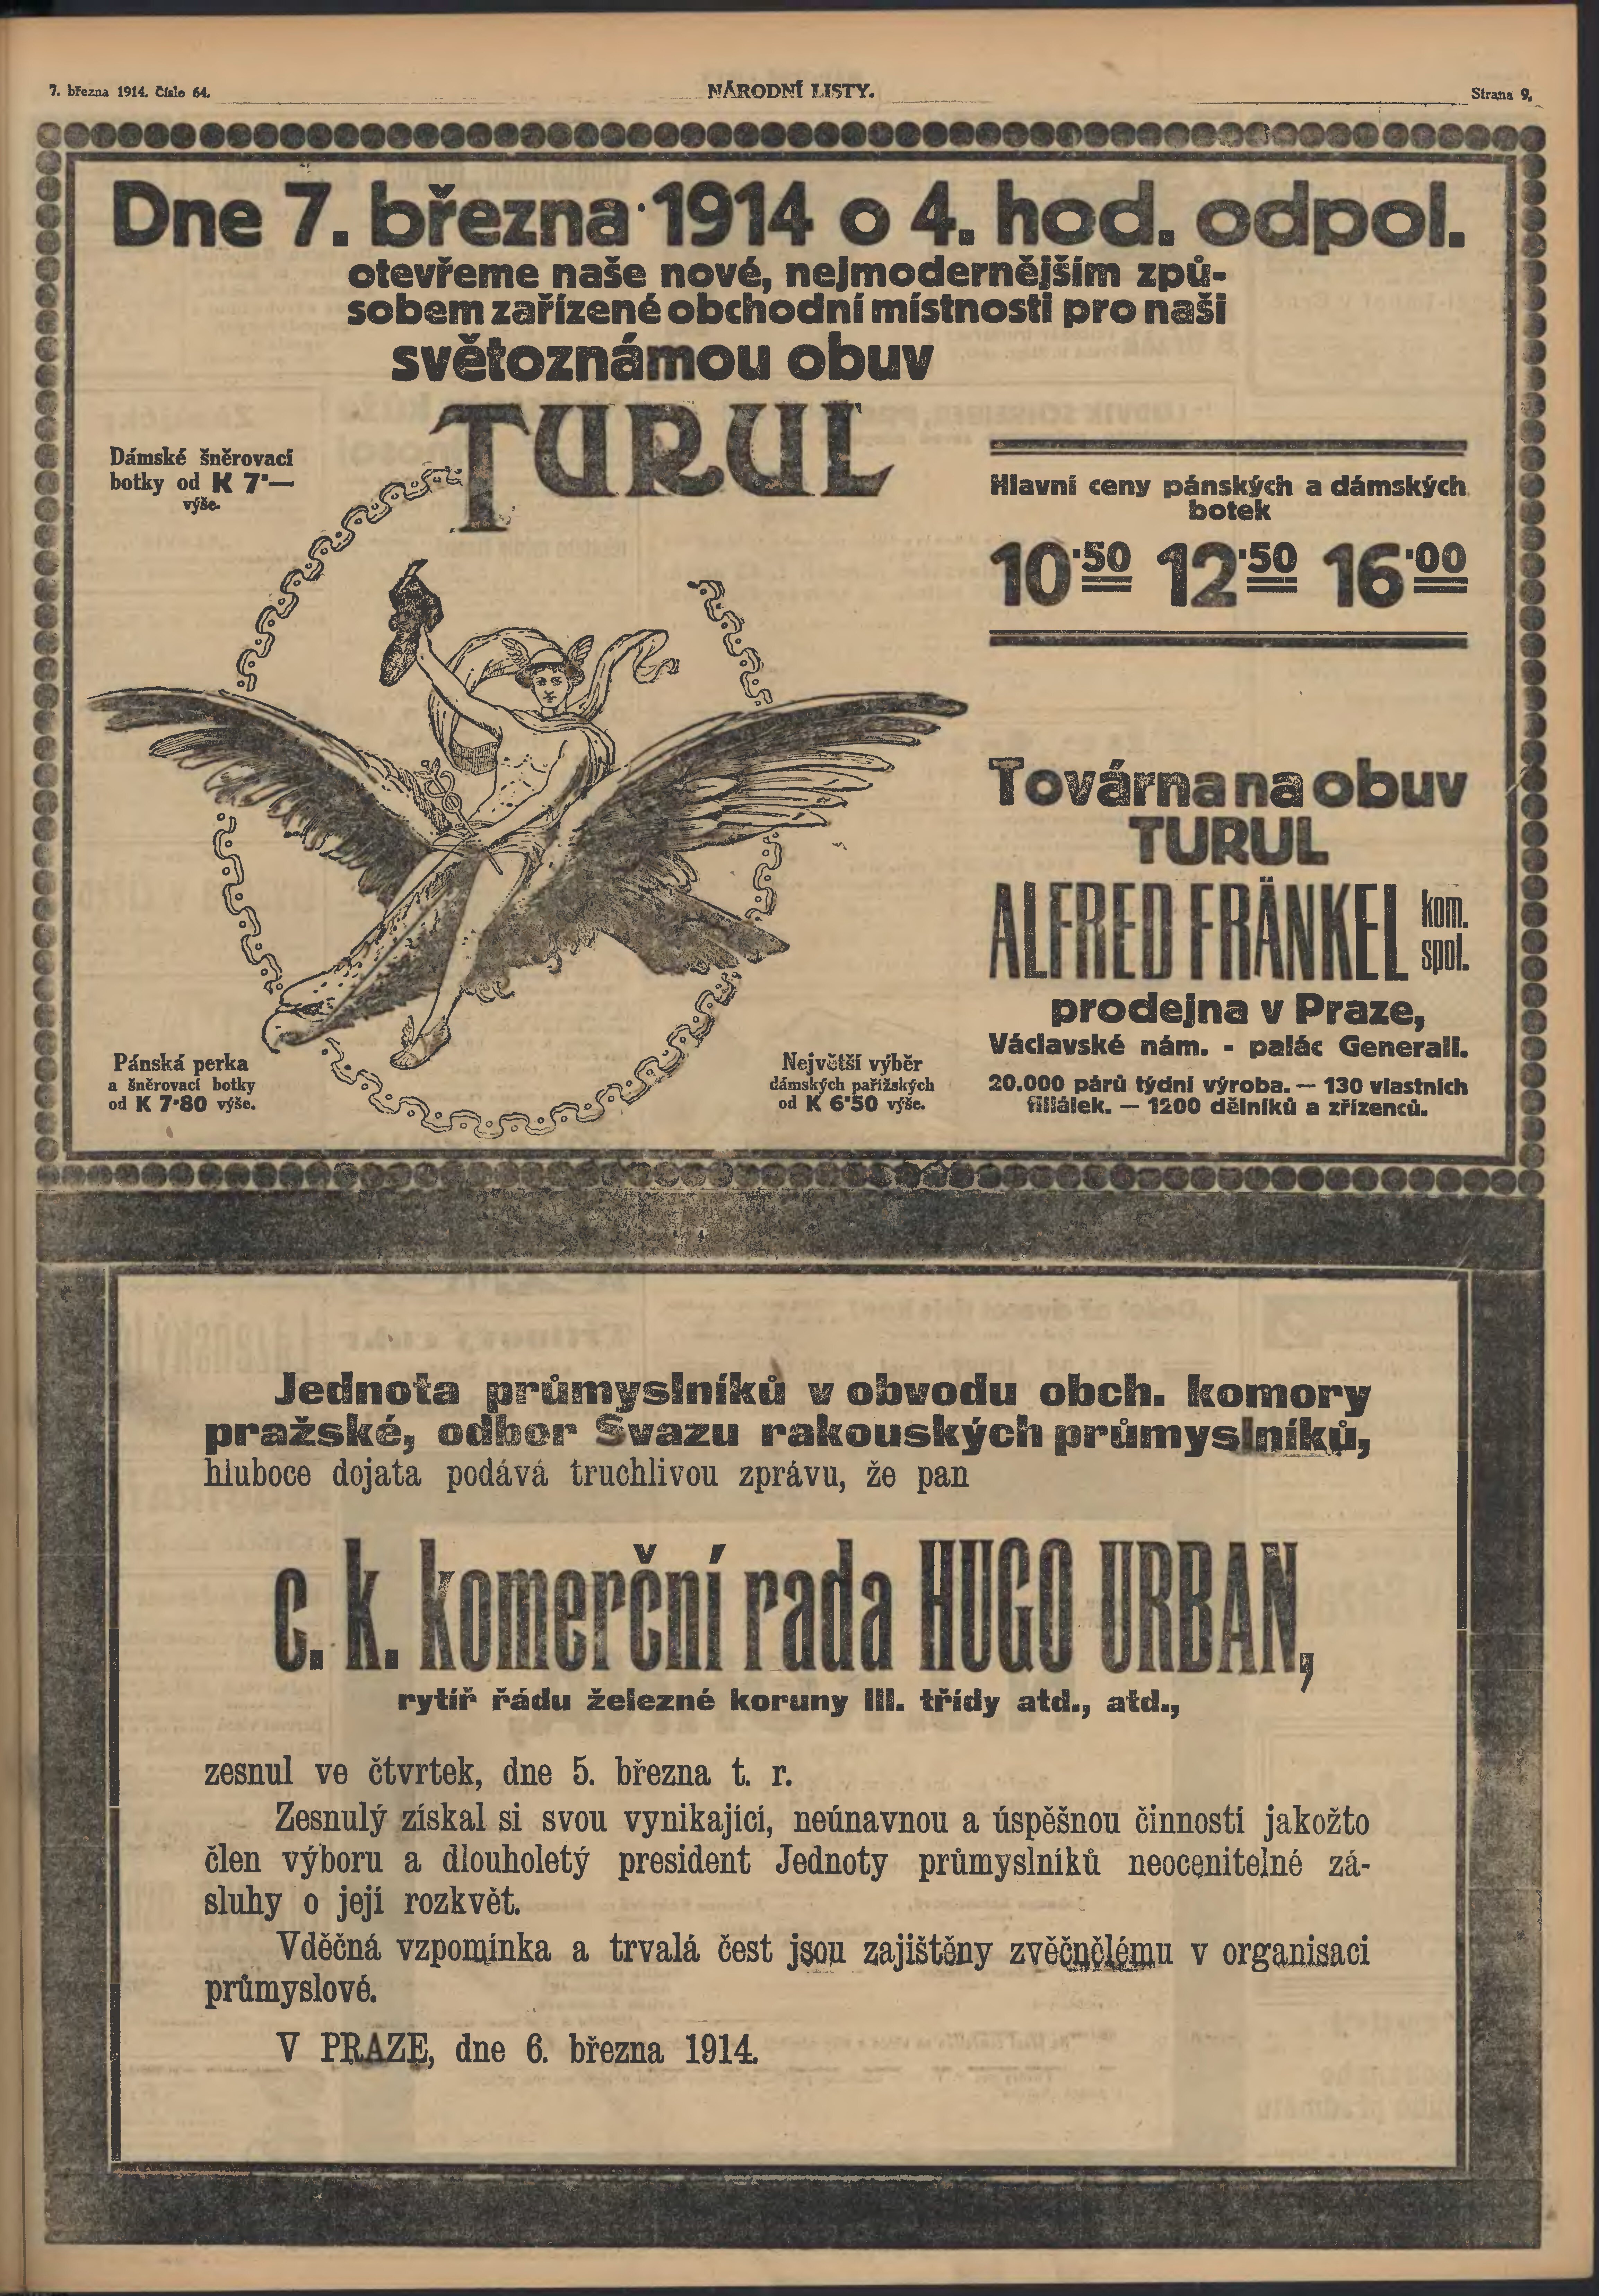 7. března 1914. Číslo 64.
NÁRODNÍ LISTY.
Strana 9.
Dne 7. března 1914 o 4. hod. odpol.
otevřeme naše nové, nejmodernějším způ-
sobem zařízené obchodní místnosti pro naši
světoznámou obuv
TURUL
Dámské šněrovací
botky od K 7·—
výše.
Hlavní ceny pánských a dámských
botek
10·50 12·50 16·00
Továrna na obuv
TURUL
ALFRED FRÄNKEL kom.
spol.
prodejna v Praze,
Václavské nám. - palác Generali.
20.000 párů týdní výroba. — 130 vlastních
filiálek. — 1200 dělníků a zřízenců.
Pánská perka
a šněrovací botky
od K 7·80 výše.
Největší výběr
dámských pařížských
od K 6·50 výše.
Jednota průmyslníků v obvodu obch. komory
pražské, odbor Svazu rakouských průmyslníků,
hluboce dojata podává truchlivou zprávu, že pan
c. k. komerční rada HUGO URBAN,
rytíř řádu železné koruny III. třídy atd., atd.,
zesnul ve čtvrtek, dne 5. března t. r.
Zesnulý získal si svou vynikající, neúnavnou a úspěšnou činností jakožto
člen výboru a dlouholetý president Jednoty průmyslníků neocenitelné zá-
sluhy o její rozkvět.
Vděčná vzpomínka a trvalá čest jsou zajištěny zvěčnělému v organisaci
průmyslové.
V PRAZE, dne 6. března 1914.